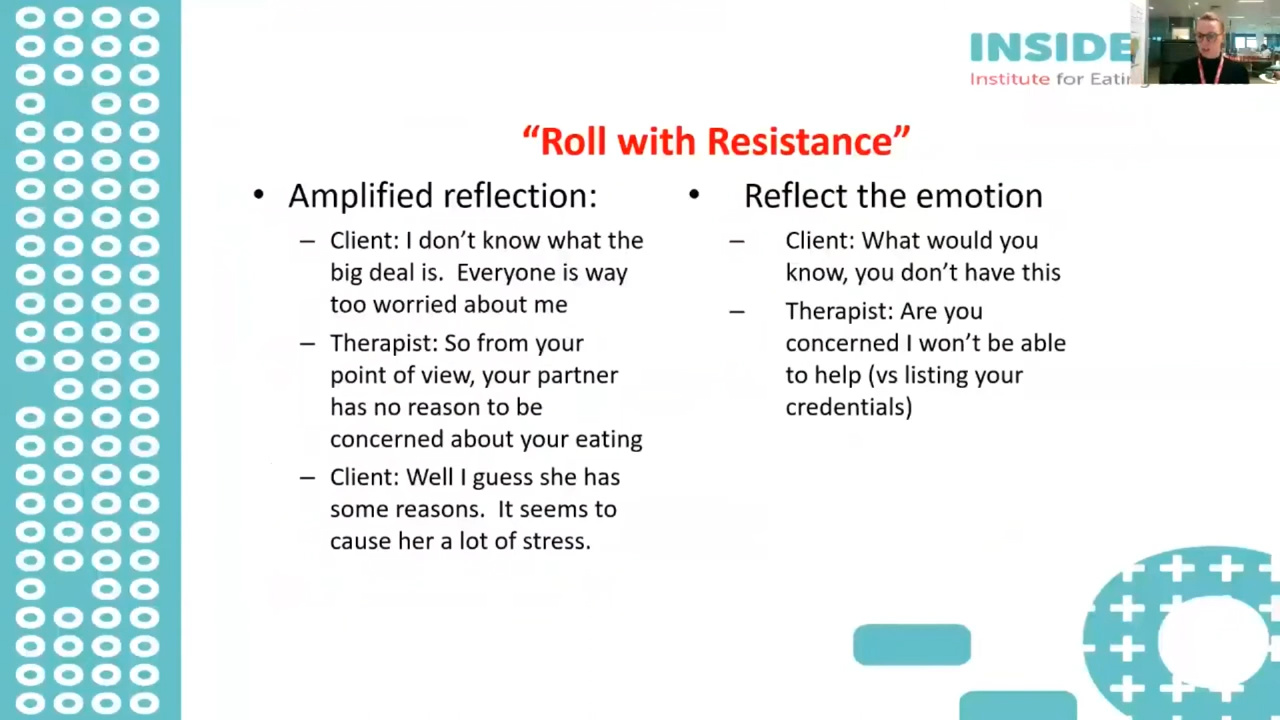 INSIDE
Institute for Eating
“Roll with Resistance”
• Amplified reflection:
– Client: I don’t know what the
big deal is.  Everyone is way
too worried about me
– Therapist: So from your
point of view, your partner
has no reason to be
concerned about your eating
– Client: Well I guess she has
some reasons.  It seems to
cause her a lot of stress.
• Reflect the emotion
– Client: What would you
know, you don’t have this
– Therapist: Are you
concerned I won’t be able
to help (vs listing your
credentials)